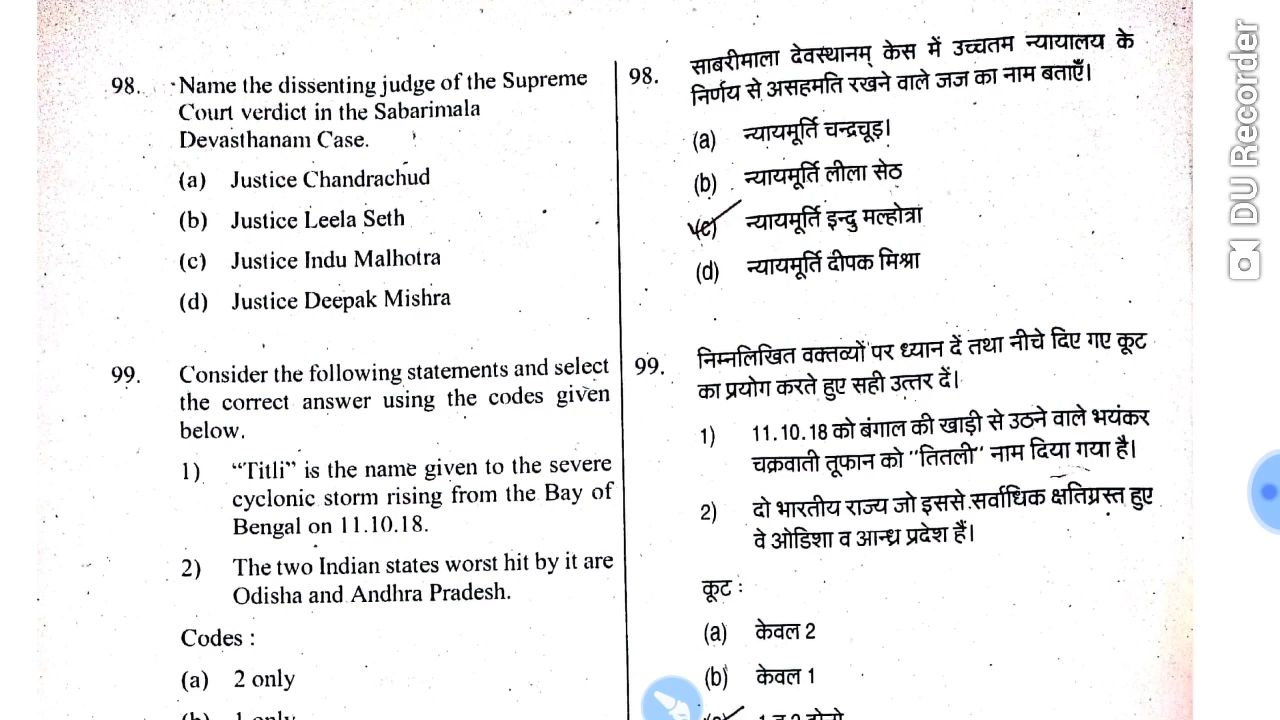 98. Name the dissenting judge of the Supreme
Court verdict in the Sabarimala
Devasthanam Case.
(a) Justice Chandrachud
(b) Justice Leela Seth
(c) Justice Indu Malhotra
(d) Justice Deepak Mishra
99. Consider the following statements and select
the correct answer using the codes given
below.
1) “Titli” is the name given to the severe
cyclonic storm rising from the Bay of
Bengal on 11.10.18.
2) The two Indian states worst hit by it are
Odisha and Andhra Pradesh.
Codes :
(a) 2 only
(b) 1 only
98. साबरीमाला देवस्थानम् केस में उच्चतम न्यायालय के
निर्णय से असहमति रखने वाले जज का नाम बताएँ।
(a) न्यायमूर्ति चन्द्रचूड़।
(b) न्यायमूर्ति लीला सेठ
(c) न्यायमूर्ति इन्दु मल्होत्रा
(d) न्यायमूर्ति दीपक मिश्रा
99. निम्नलिखित वक्तव्यों पर ध्यान दें तथा नीचे दिए गए कूट
का प्रयोग करते हुए सही उत्तर दें।
1) 11.10.18 को बंगाल की खाड़ी से उठने वाले भयंकर
चक्रवाती तूफान को "तितली" नाम दिया गया है।
2) दो भारतीय राज्य जो इससे सर्वाधिक क्षतिग्रस्त हुए
वे ओडिशा व आन्ध्र प्रदेश हैं।
कूट :
(a) केवल 2
(b) केवल 1
1 व 2 दोनो
DU Recorder